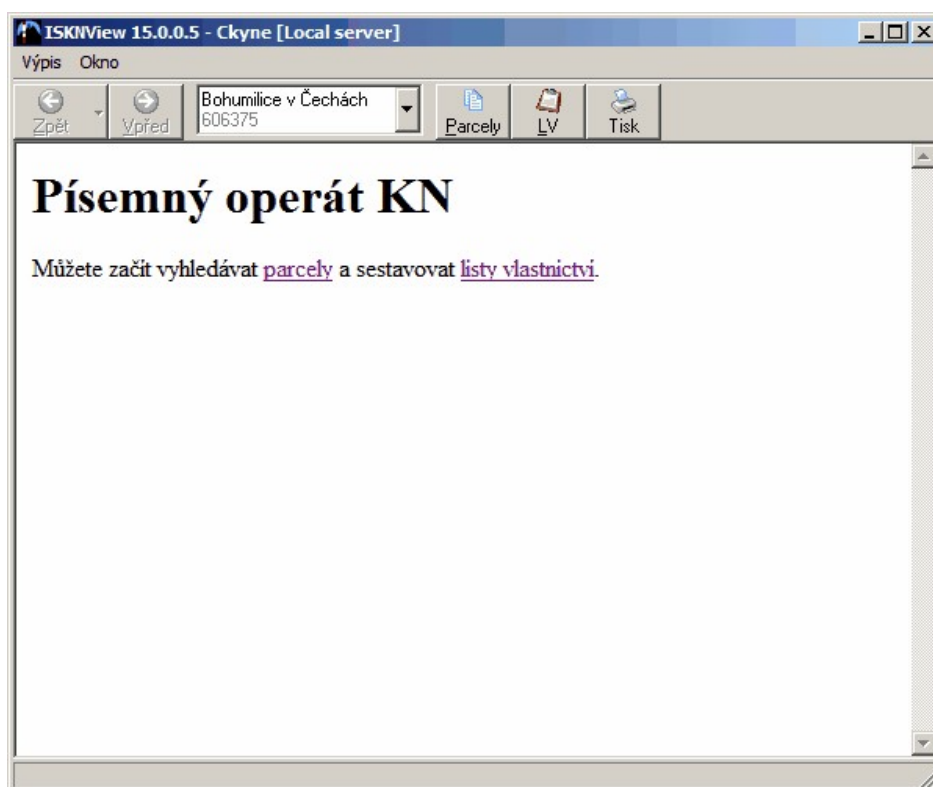 ISKNView 15.0.0.5 - Ckyne [Local server]
Výpis Okno
Zpět Vpřed Bohumilice v Čechách 606375 Parcely LV Tisk
Písemný operát KN
Můžete začít vyhledávat parcely a sestavovat listy vlastnictví.